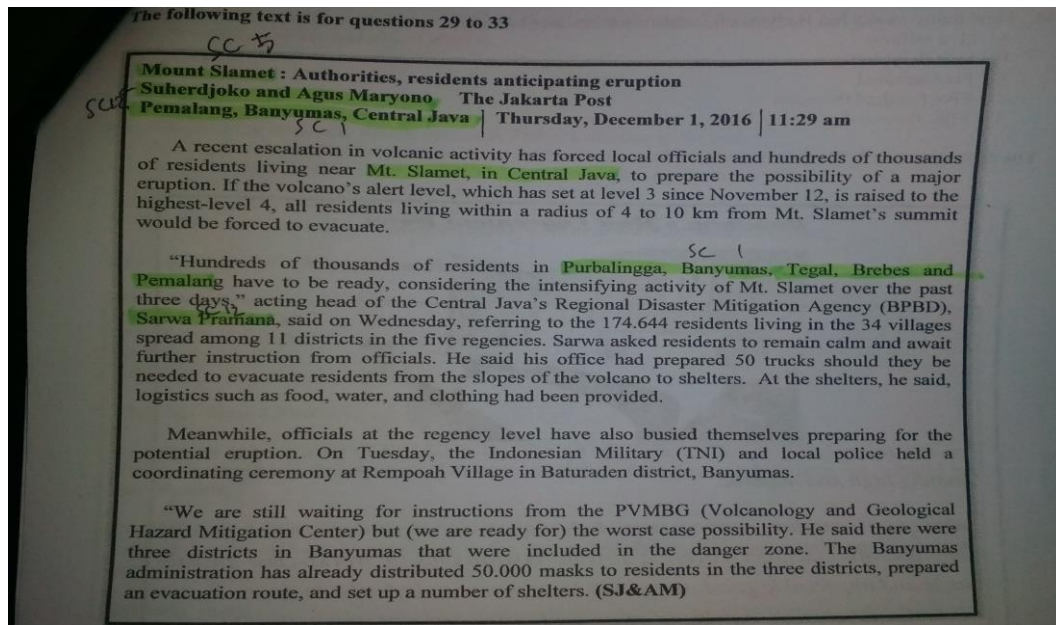 The following text is for questions 29 to 33
SC 5
Mount Slamet : Authorities, residents anticipating eruption
Suherdjoko and Agus Maryono The Jakarta Post
Pemalang, Banyumas, Central Java | Thursday, December 1, 2016 | 11:29 am
SC 1
A recent escalation in volcanic activity has forced local officials and hundreds of thousands
of residents living near Mt. Slamet, in Central Java, to prepare the possibility of a major
eruption. If the volcano's alert level, which has set at level 3 since November 12, is raised to the
highest-level 4, all residents living within a radius of 4 to 10 km from Mt. Slamet's summit
would be forced to evacuate.
SC 1
"Hundreds of thousands of residents in Purbalingga, Banyumas, Tegal, Brebes and
Pemalang have to be ready, considering the intensifying activity of Mt. Slamet over the past
three days," acting head of the Central Java's Regional Disaster Mitigation Agency (BPBD),
Sarwa Pramana, said on Wednesday, referring to the 174.644 residents living in the 34 villages
spread among 11 districts in the five regencies. Sarwa asked residents to remain calm and await
further instruction from officials. He said his office had prepared 50 trucks should they be
needed to evacuate residents from the slopes of the volcano to shelters. At the shelters, he said,
logistics such as food, water, and clothing had been provided.
Meanwhile, officials at the regency level have also busied themselves preparing for the
potential eruption. On Tuesday, the Indonesian Military (TNI) and local police held a
coordinating ceremony at Rempoah Village in Baturaden district, Banyumas.
"We are still waiting for instructions from the PVMBG (Volcanology and Geological
Hazard Mitigation Center) but (we are ready for) the worst case possibility. He said there were
three districts in Banyumas that were included in the danger zone. The Banyumas
administration has already distributed 50.000 masks to residents in the three districts, prepared
an evacuation route, and set up a number of shelters. (SJ&AM)